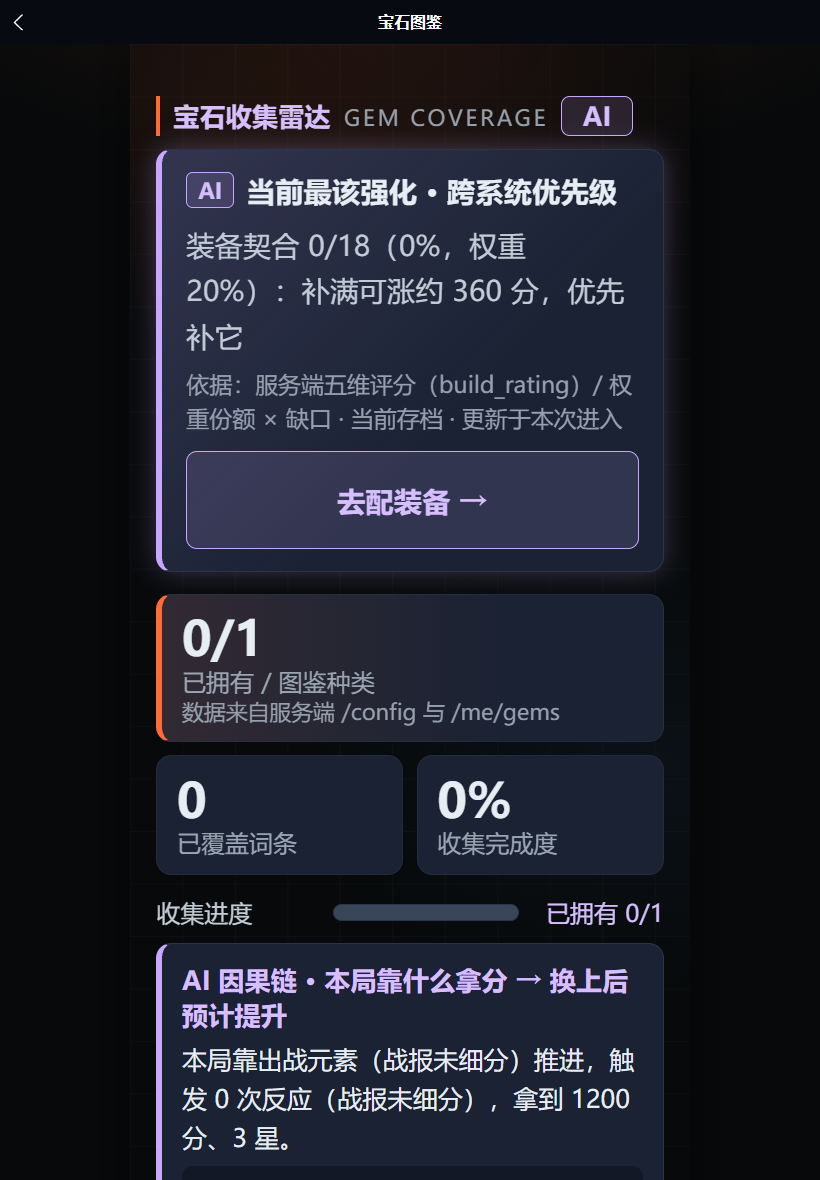 宝石图鉴
宝石收集雷达 GEM COVERAGE AI
AI 当前最该强化 · 跨系统优先级
装备契合 0/18（0%，权重
20%）：补满可涨约 360 分，优先
补它
依据：服务端五维评分（build_rating）/ 权
重份额 × 缺口 · 当前存档 · 更新于本次进入
去配装备 →
0/1
已拥有 / 图鉴种类
数据来自服务端 /config 与 /me/gems
0
已覆盖词条
0%
收集完成度
收集进度 已拥有 0/1
AI 因果链 · 本局靠什么拿分 → 换上后
预计提升
本局靠出战元素（战报未细分）推进，触
发 0 次反应（战报未细分），拿到 1200
分、3 星。